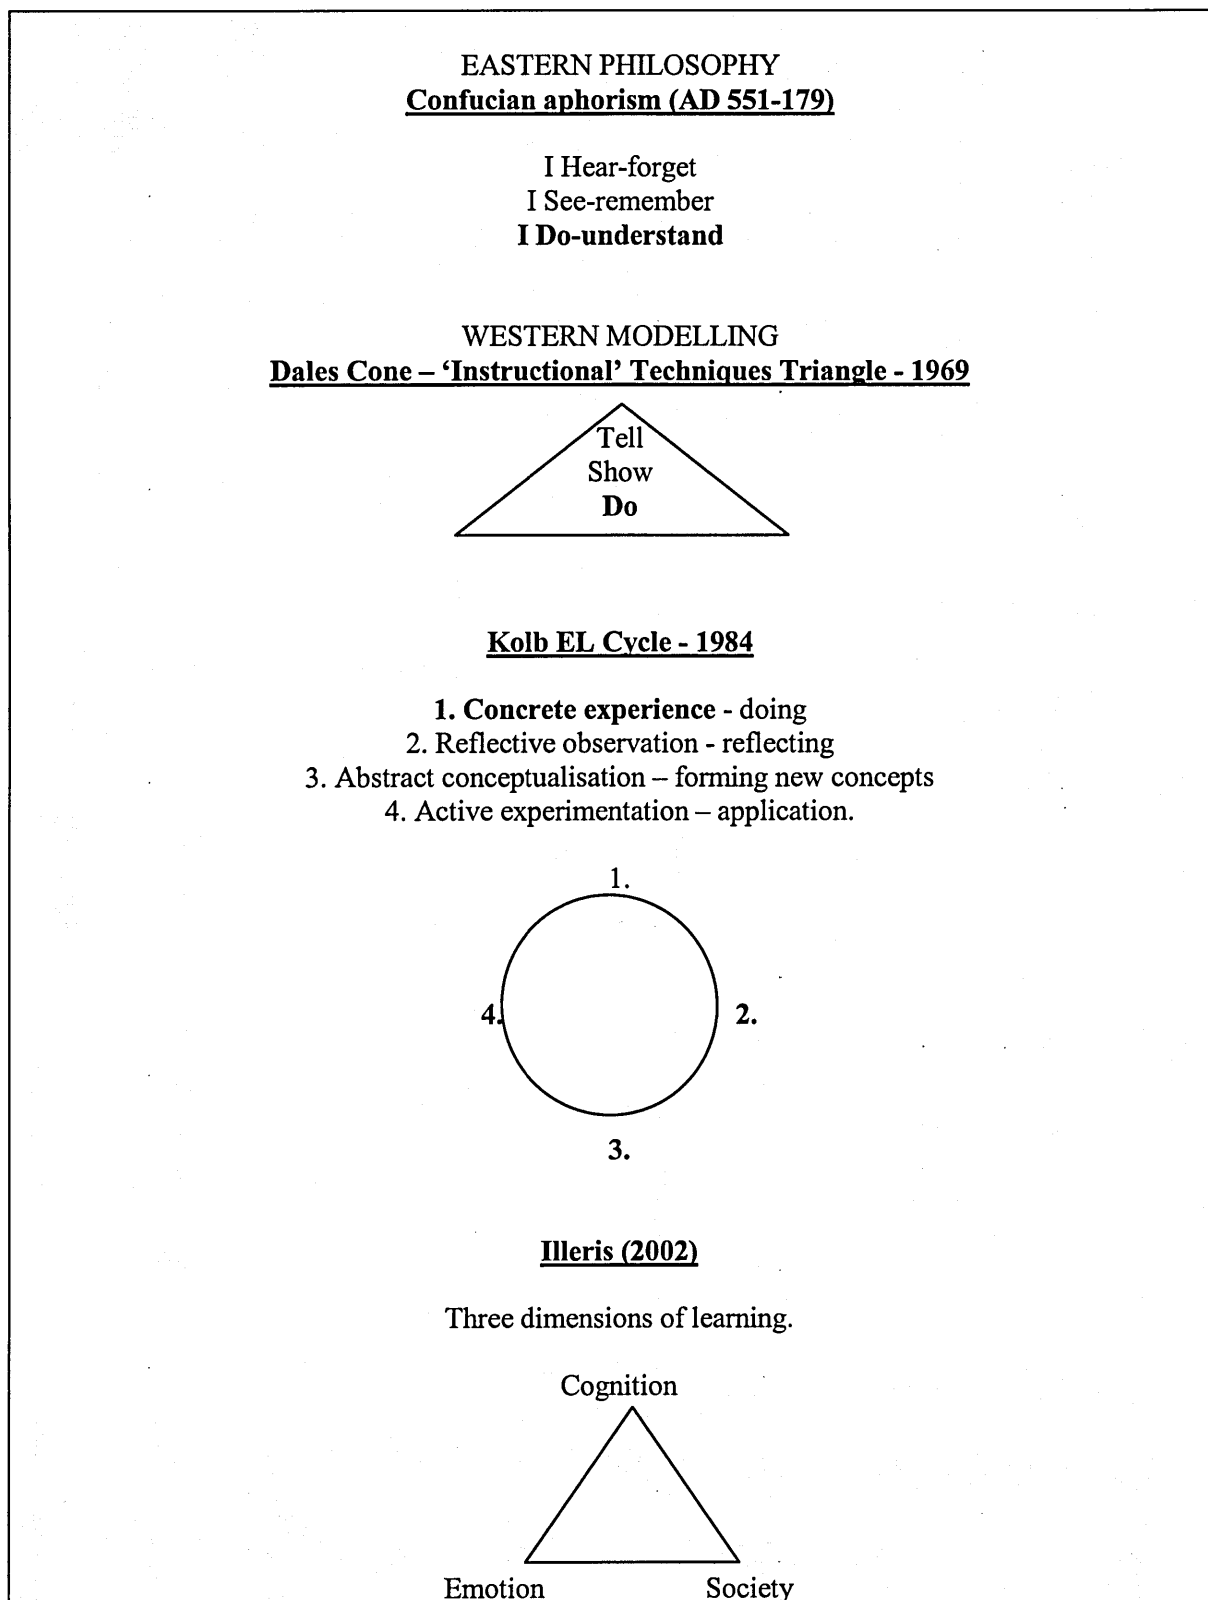 EASTERN PHILOSOPHY
Confucian aphorism (AD 551-179)
I Hear-forget
I See-remember
I Do-understand
WESTERN MODELLING
Dales Cone – ‘Instructional’ Techniques Triangle - 1969
Tell
Show
Do
Kolb EL Cycle - 1984
1. Concrete experience - doing
2. Reflective observation - reflecting
3. Abstract conceptualisation – forming new concepts
4. Active experimentation – application.
1.
4.
2.
3.
Illeris (2002)
Three dimensions of learning.
Cognition
Emotion Society